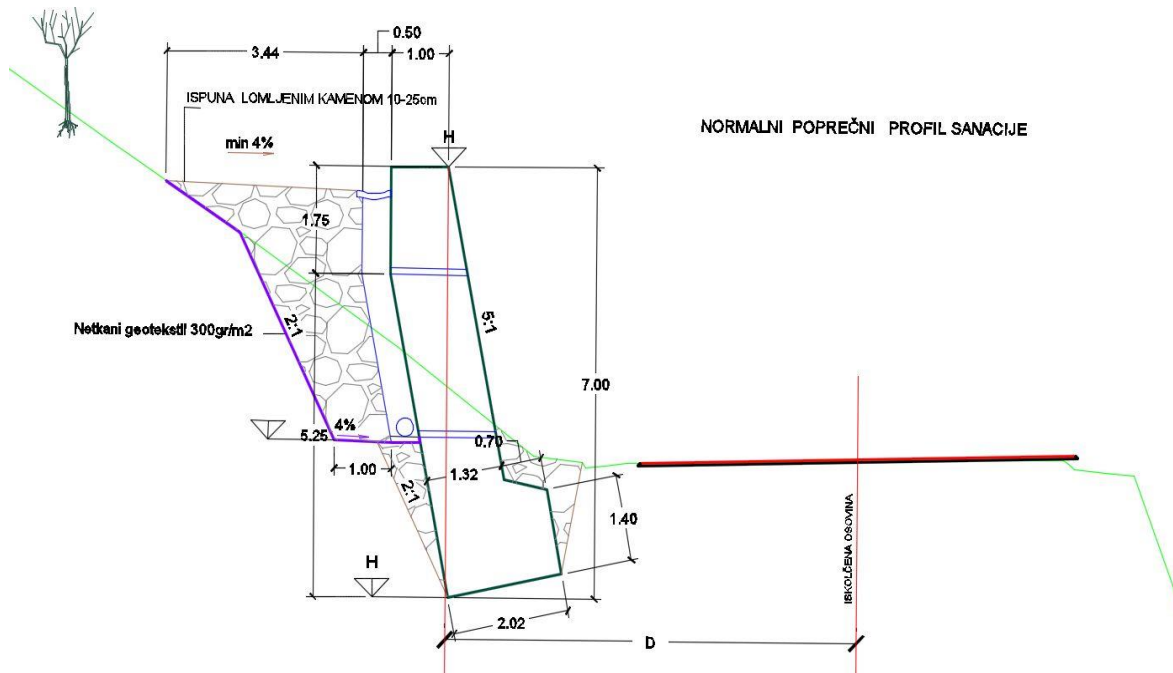 0.50
3.44
1.00
ISPUNA LOMLJENIM KAMENOM 10-25cm
NORMALNI POPREČNI PROFIL SANACIJE
H
min 4%
1.75
2:1
5:1
Netkani geotekstil 300gr/m2
7.00
5.25
4%
0.70
1.00
2:1
1.32
1.40
ISKOLČENA OSOVINA
H
2.02
D